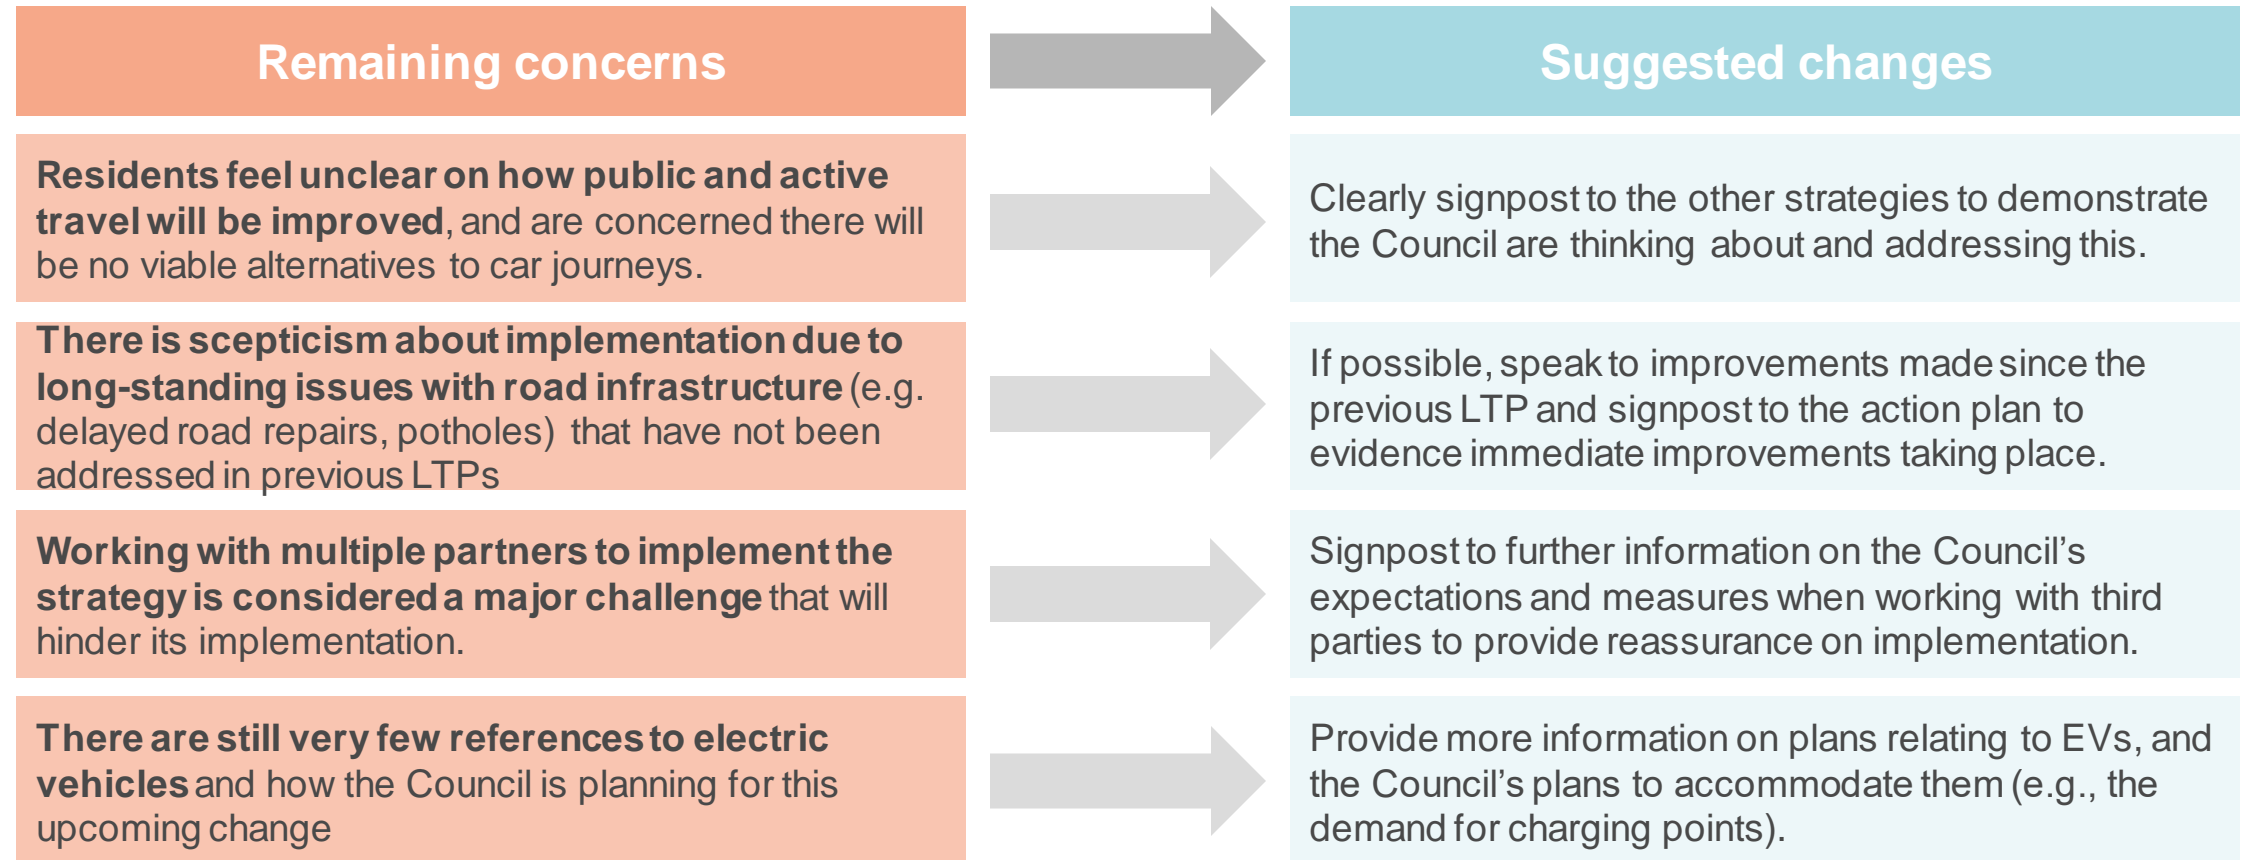 Remaining concerns
Suggested changes
Residents feel unclear on how public and active
travel will be improved, and are concerned there will
be no viable alternatives to car journeys.
Clearly signpost to the other strategies to demonstrate
the Council are thinking about and addressing this.
There is scepticism about implementation due to
long-standing issues with road infrastructure (e.g.
delayed road repairs, potholes) that have not been
addressed in previous LTPs
If possible, speak to improvements made since the
previous LTP and signpost to the action plan to
evidence immediate improvements taking place.
Working with multiple partners to implement the
strategy is considered a major challenge that will
hinder its implementation.
Signpost to further information on the Council’s
expectations and measures when working with third
parties to provide reassurance on implementation.
There are still very few references to electric
vehicles and how the Council is planning for this
upcoming change
Provide more information on plans relating to EVs, and
the Council’s plans to accommodate them (e.g., the
demand for charging points).